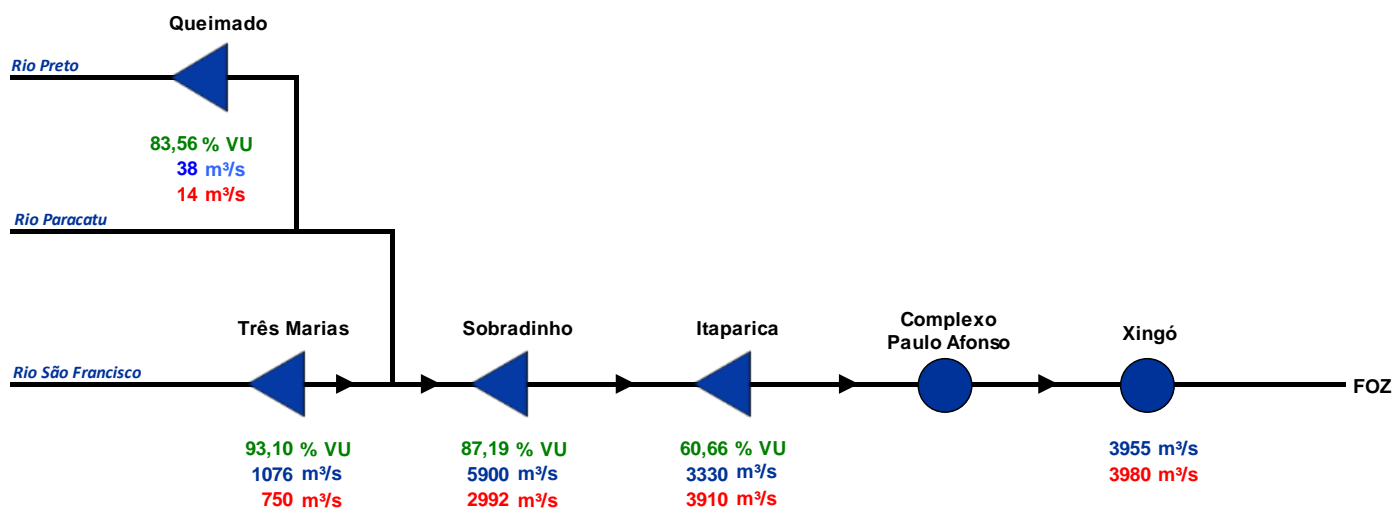 Queimado
Rio Preto
83,56 % VU
38 m³/s
14 m³/s
Rio Paracatu
Três Marias
Sobradinho
Itaparica
Complexo
Paulo Afonso
Xingó
Rio São Francisco
FOZ
93,10 % VU
1076 m³/s
750 m³/s
87,19 % VU
5900 m³/s
2992 m³/s
60,66 % VU
3330 m³/s
3910 m³/s
3955 m³/s
3980 m³/s